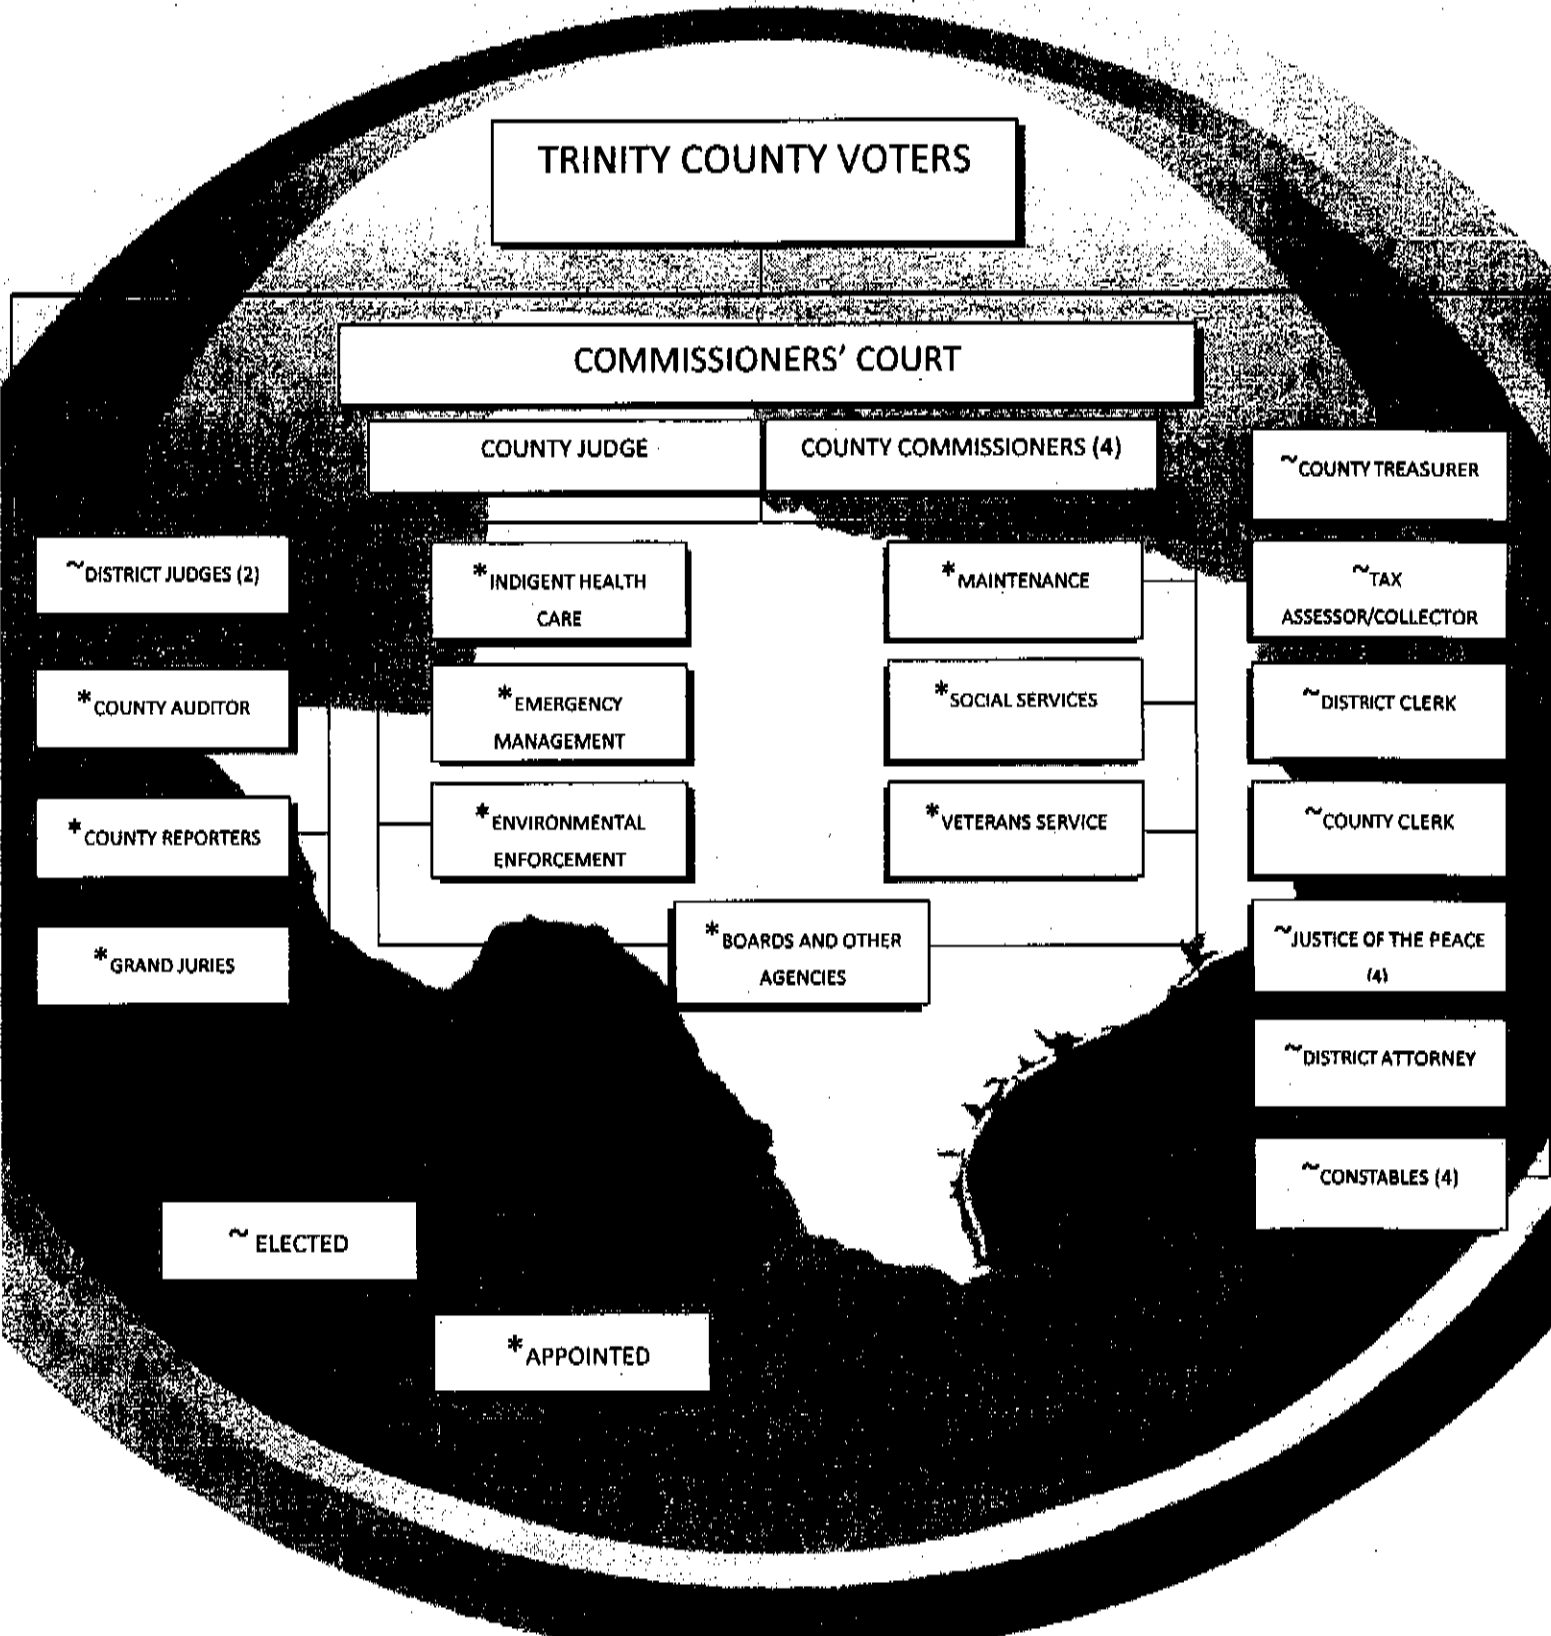 TRINITY COUNTY VOTERS
COMMISSIONERS' COURT
COUNTY JUDGE
COUNTY COMMISSIONERS (4)
~DISTRICT JUDGES (2)
*COUNTY AUDITOR
*COUNTY REPORTERS
*GRAND JURIES
*INDIGENT HEALTH
CARE
*EMERGENCY
MANAGEMENT
*ENVIRONMENTAL
ENFORCEMENT
*MAINTENANCE
*SOCIAL SERVICES
*VETERANS SERVICE
*BOARDS AND OTHER
AGENCIES
~COUNTY TREASURER
~TAX
ASSESSOR/COLLECTOR
~DISTRICT CLERK
~COUNTY CLERK
~JUSTICE OF THE PEACE
(4)
~DISTRICT ATTORNEY
~CONSTABLES (4)
~ ELECTED
*APPOINTED